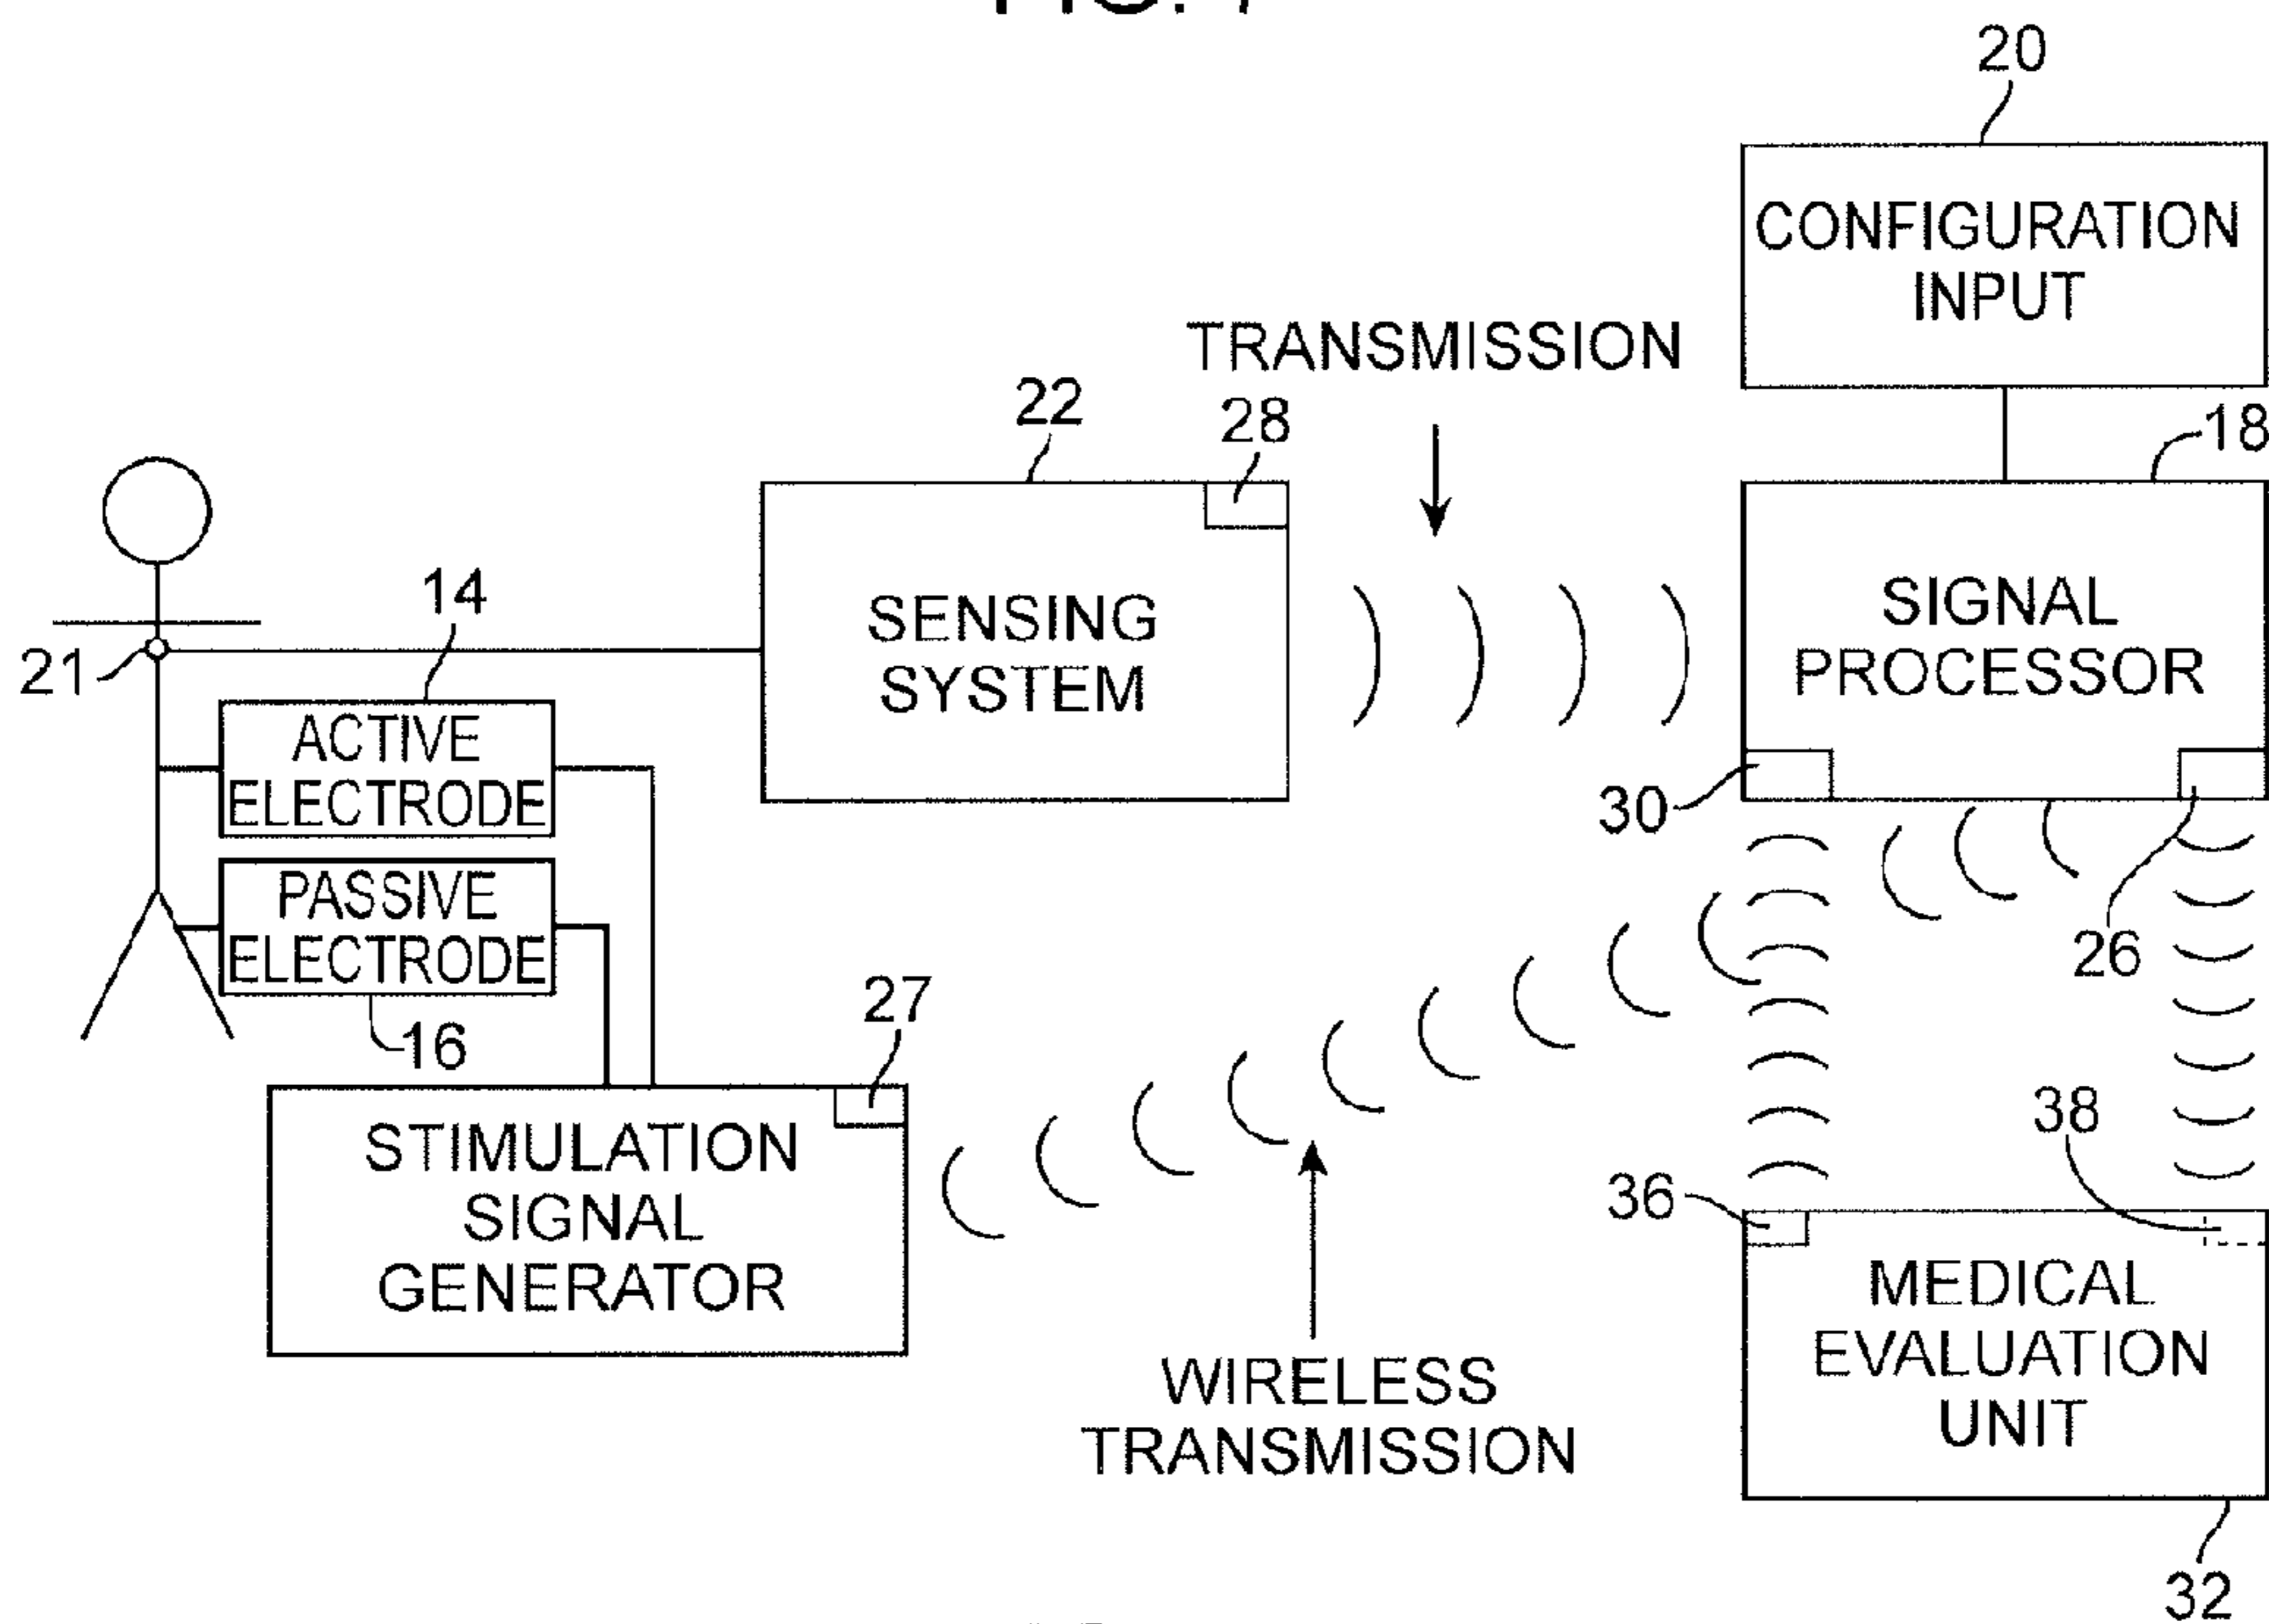 20
CONFIGURATION
INPUT
TRANSMISSION
22
28
18
14
SENSING
SYSTEM
SIGNAL
PROCESSOR
21
ACTIVE
ELECTRODE
30
PASSIVE
ELECTRODE
26
16
27
38
STIMULATION
SIGNAL
GENERATOR
36
MEDICAL
EVALUATION
UNIT
WIRELESS
TRANSMISSION
32